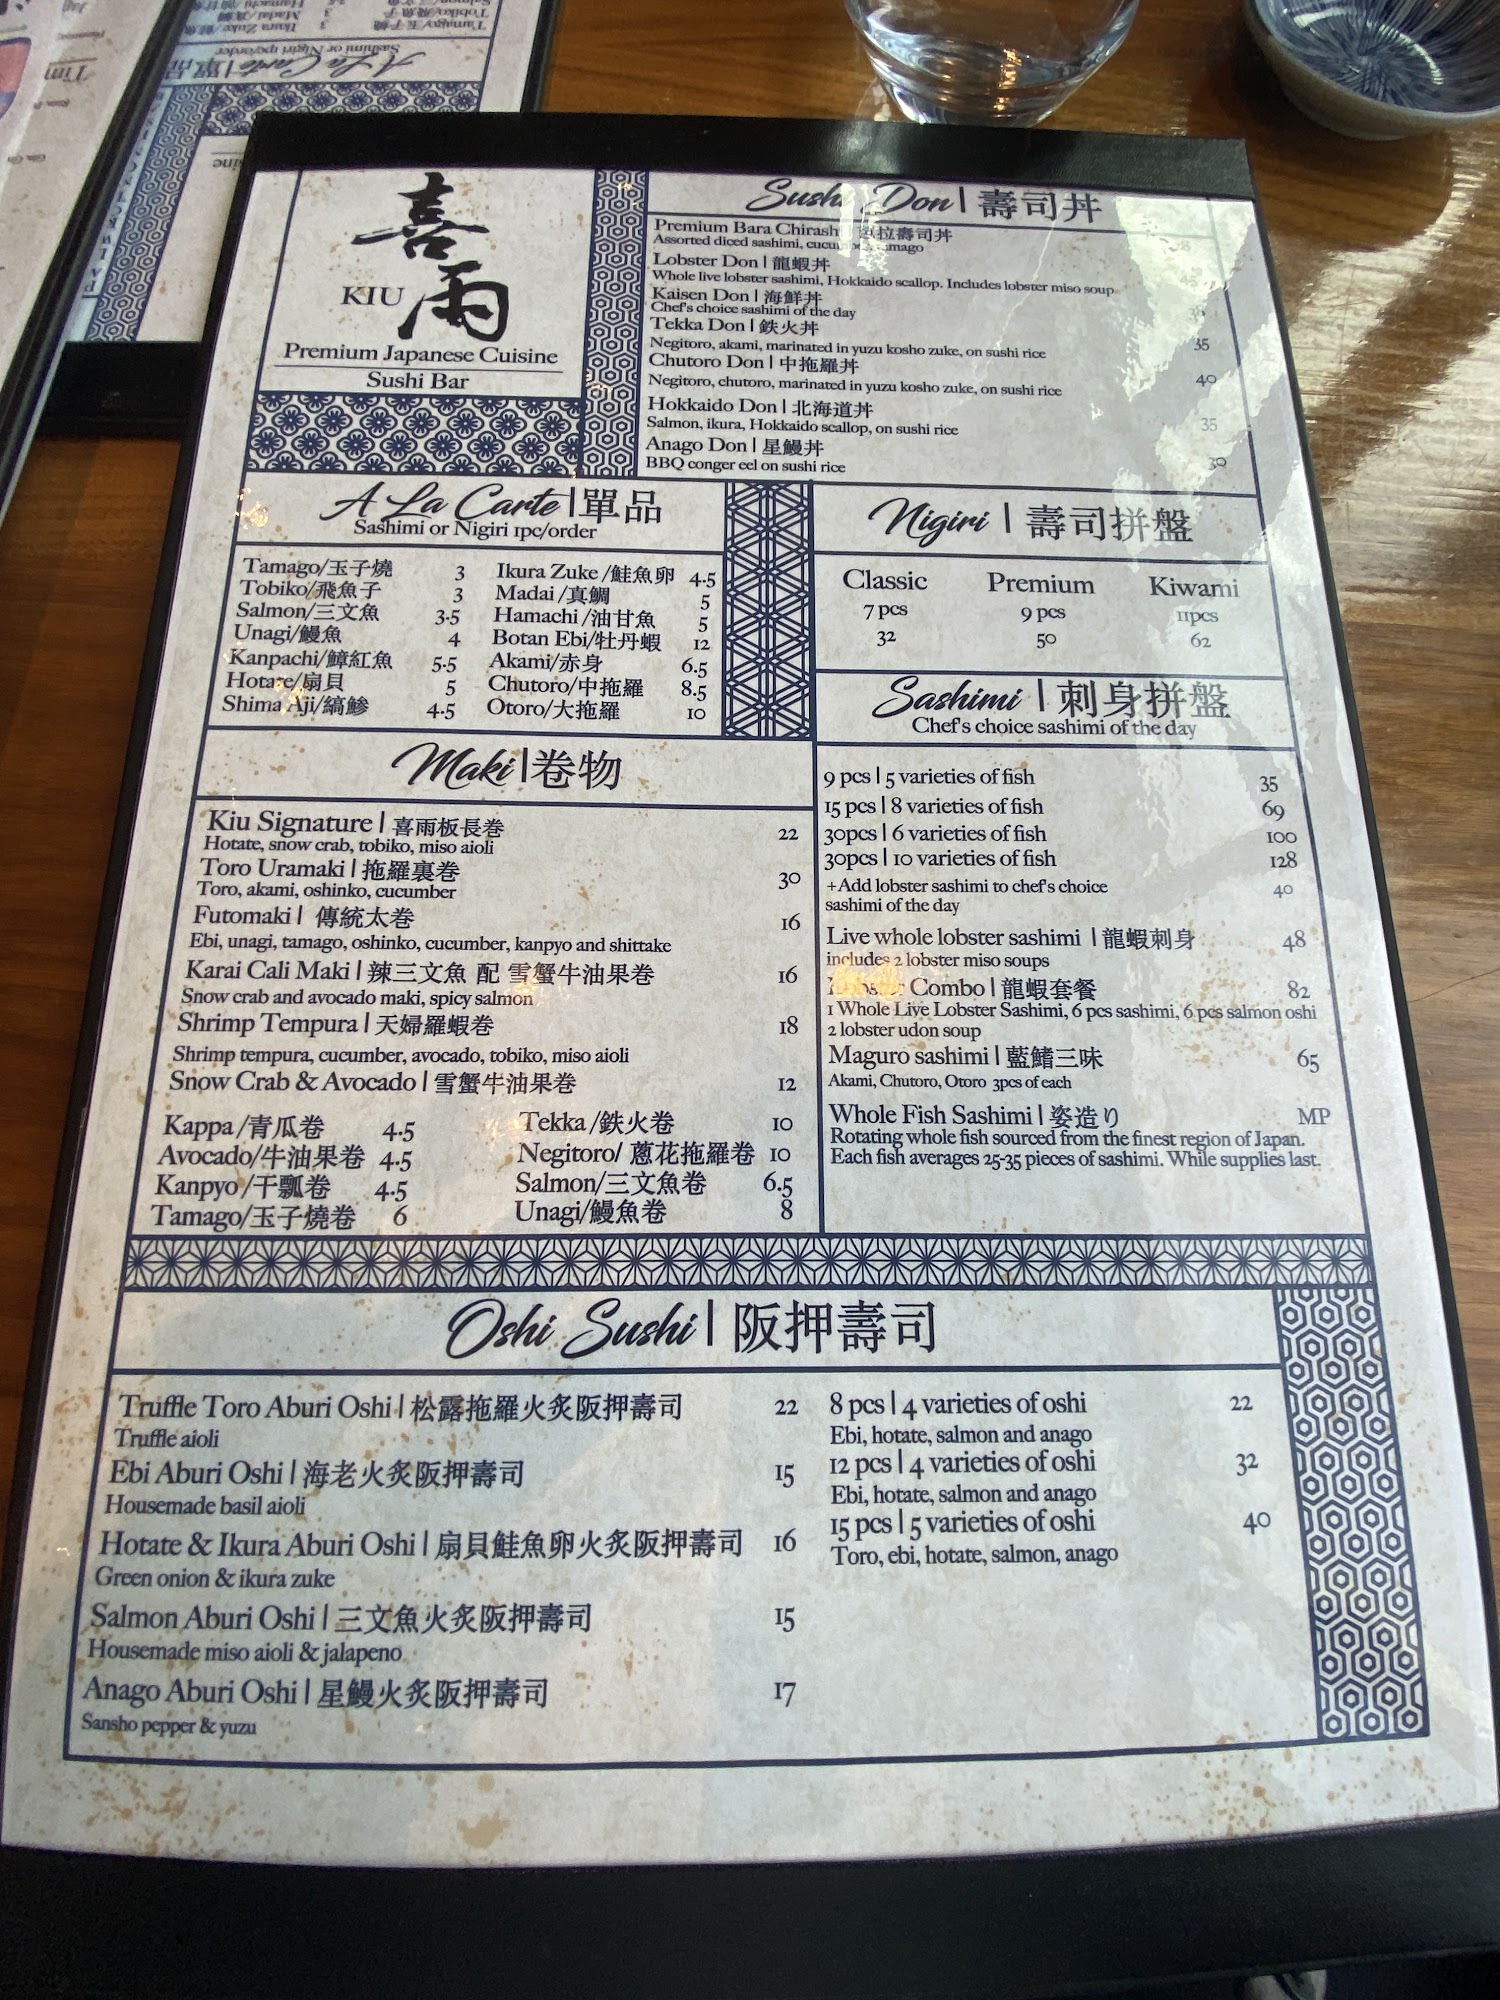 喜雨
KIU
Premium Japanese Cuisine
Sushi Bar
Sushi Don | 壽司丼
Premium Bara Chirashi 拉壽司丼
Assorted diced sashimi, cucumber, tamago
Lobster Don | 龍蝦丼
Whole live lobster sashimi, Hokkaido scallop. Includes lobster miso soup
Kaisen Don | 海鮮丼 38
Chef's choice sashimi of the day
Tekka Don | 鉄火丼
Negitoro, akami, marinated in yuzu kosho zuke, on sushi rice 35
Chutoro Don | 中拖羅丼
Negitoro, chutoro, marinated in yuzu kosho zuke, on sushi rice 40
Hokkaido Don | 北海道丼
Salmon, ikura, Hokkaido scallop, on sushi rice 35
Anago Don | 星鰻丼
BBQ conger eel on sushi rice 30
A La Carte | 單品
Sashimi or Nigiri 1pc/order
Tamago/玉子燒 3
Tobiko/飛魚子 3
Salmon/三文魚 3.5
Unagi/鰻魚 4
Kanpachi/鱆紅魚 5.5
Hotate/扇貝 5
Shima Aji/縞鯵 4.5
Ikura Zuke/鮭魚卵 4.5
Madai/真鯛 5
Hamachi/油甘魚 5
Botan Ebi/牡丹蝦 12
Akami/赤身 6.5
Chutoro/中拖羅 8.5
Otoro/大拖羅 10
Nigiri | 壽司拼盤
Classic Premium Kiwami
7 pcs 9 pcs 11pcs
32 50 62
Sashimi | 刺身拼盤
Chef's choice sashimi of the day
9 pcs | 5 varieties of fish 35
15 pcs | 8 varieties of fish 69
30pcs | 6 varieties of fish 100
30pcs | 10 varieties of fish 128
+Add lobster sashimi to chef's choice 40
sashimi of the day
Live whole lobster sashimi | 龍蝦刺身 48
includes 2 lobster miso soups
Lobster Combo | 龍蝦套餐 82
1 Whole Live Lobster Sashimi, 6 pcs sashimi, 6 pcs salmon oshi
2 lobster udon soup
Maguro sashimi | 藍鰭三味 65
Akami, Chutoro, Otoro 3pcs of each
Whole Fish Sashimi | 姿造り MP
Rotating whole fish sourced from the finest region of Japan.
Each fish averages 25-35 pieces of sashimi. While supplies last.
Maki | 卷物
Kiu Signature | 喜雨板長卷 22
Hotate, snow crab, tobiko, miso aioli
Toro Uramaki | 拖羅裏卷 30
Toro, akami, oshinko, cucumber
Futomaki | 傳統太卷 16
Ebi, unagi, tamago, oshinko, cucumber, kanpyo and shittake
Karai Cali Maki | 辣三文魚 配 雪蟹牛油果卷 16
Snow crab and avocado maki, spicy salmon
Shrimp Tempura | 天婦羅蝦卷 18
Shrimp tempura, cucumber, avocado, tobiko, miso aioli
Snow Crab & Avocado | 雪蟹牛油果卷 12
Kappa/青瓜卷 4.5
Avocado/牛油果卷 4.5
Kanpyo/干瓢卷 4.5
Tamago/玉子燒卷 6
Tekka/鉄火卷 10
Negitoro/ 蔥花拖羅卷 10
Salmon/三文魚卷 6.5
Unagi/鰻魚卷 8
Oshi Sushi | 阪押壽司
Truffle Toro Aburi Oshi | 松露拖羅火炙阪押壽司 22
Truffle aioli
Ebi Aburi Oshi | 海老火炙阪押壽司 15
Housemade basil aioli
Hotate & Ikura Aburi Oshi | 扇貝鮭魚卵火炙阪押壽司 16
Green onion & ikura zuke
Salmon Aburi Oshi | 三文魚火炙阪押壽司 15
Housemade miso aioli & jalapeno
Anago Aburi Oshi | 星鰻火炙阪押壽司 17
Sansho pepper & yuzu
8 pcs | 4 varieties of oshi 22
Ebi, hotate, salmon and anago
12 pcs | 4 varieties of oshi 32
Ebi, hotate, salmon and anago
15 pcs | 5 varieties of oshi 40
Toro, ebi, hotate, salmon, anago